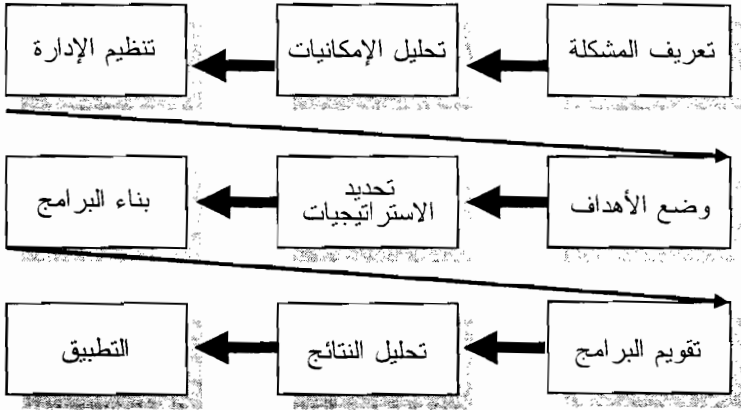 تعريف المشكلة
تحليل الإمكانيات
تنظيم الإدارة
وضع الأهداف
تحديد
الاستراتيجيات
بناء البرامج
تقويم البرامج
تحليل النتائج
التطبيق